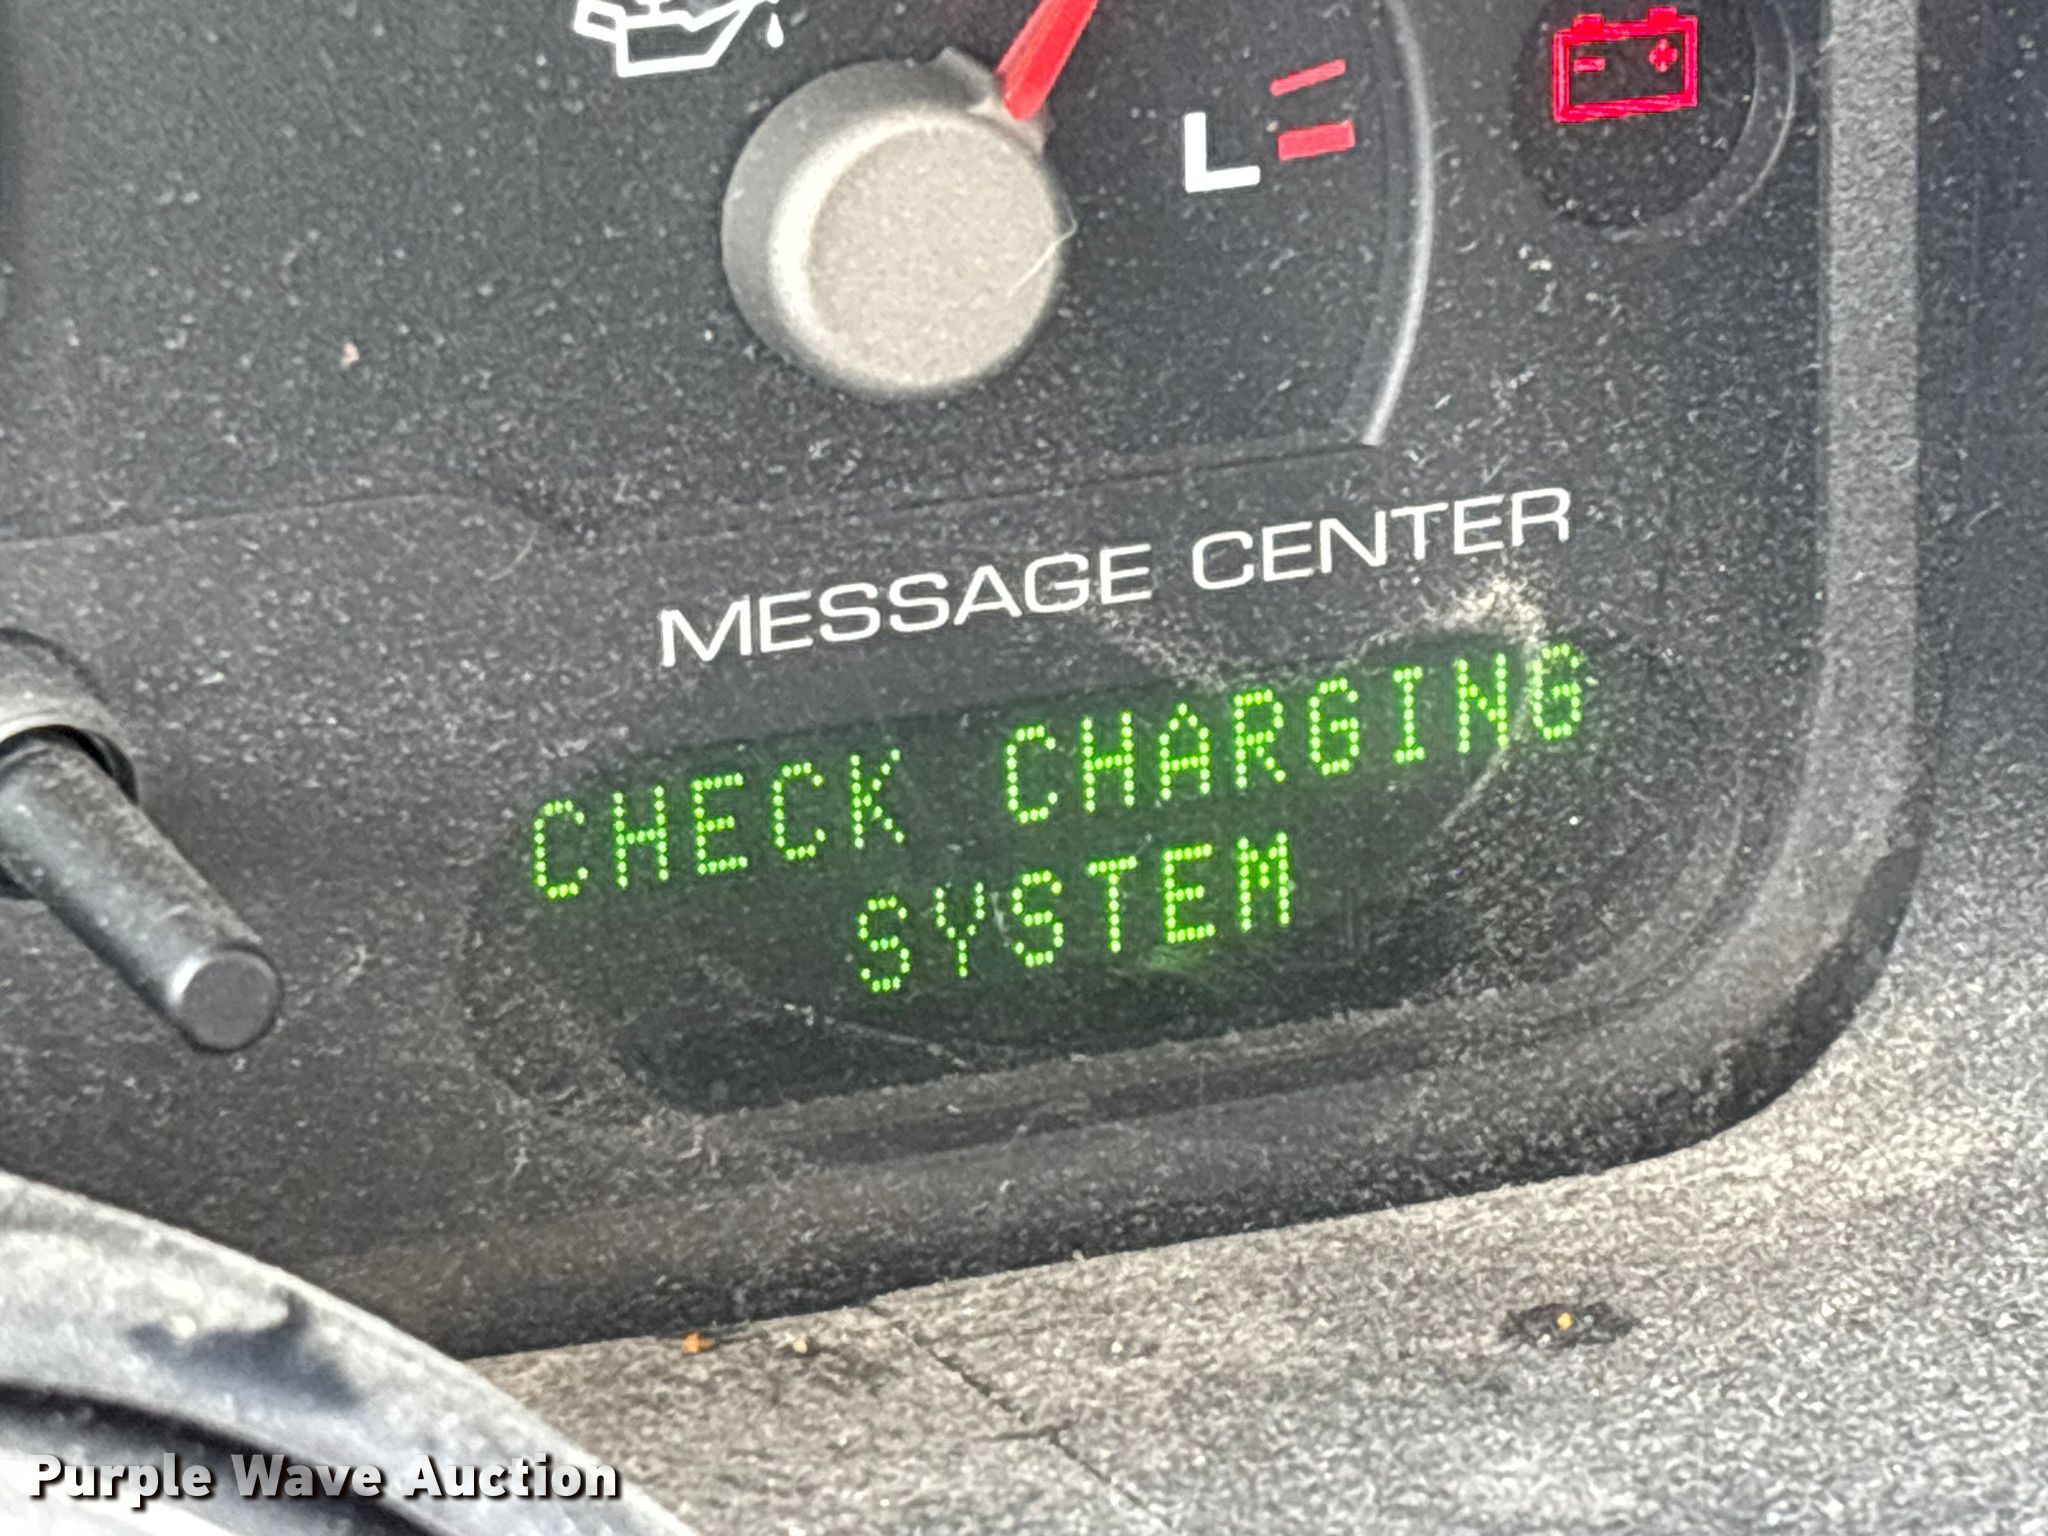 L
MESSAGE CENTER
CHECK CHARGING
SYSTEM
Purple Wave Auction